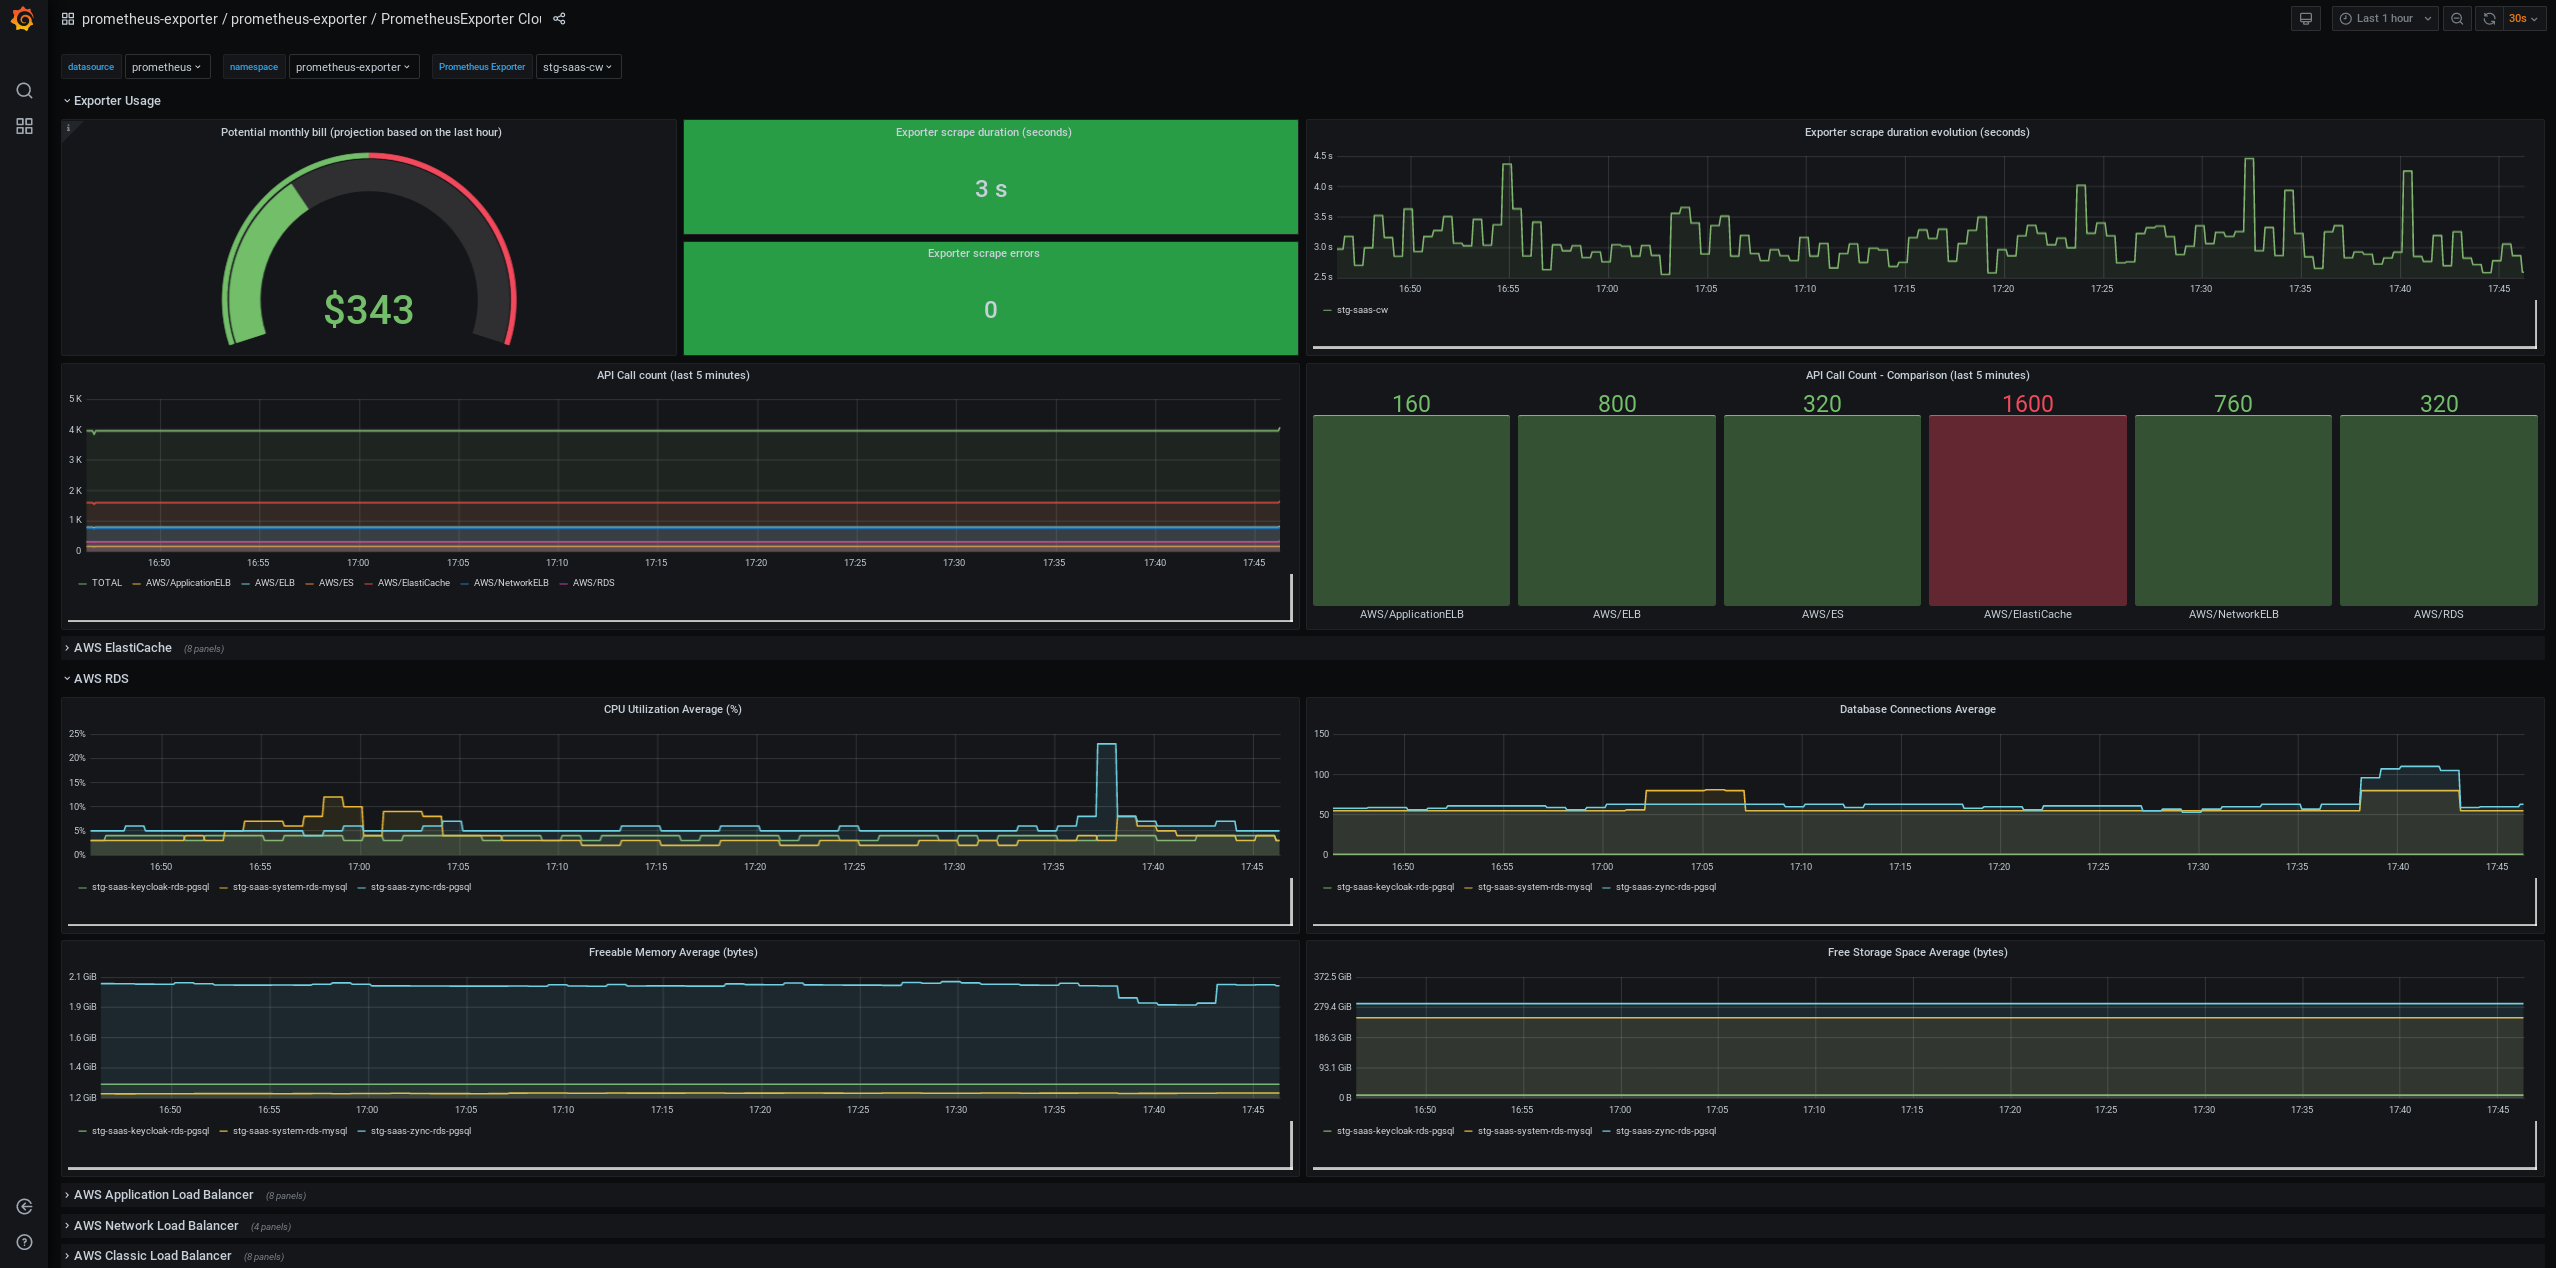 prometheus-exporter / prometheus-exporter / PrometheusExporter Clou
Last 1 hour
30s
datasource prometheus namespace prometheus-exporter Prometheus Exporter stg-saas-cw
Exporter Usage
i
Potential monthly bill (projection based on the last hour)
$343
Exporter scrape duration (seconds)
3 s
Exporter scrape errors
0
Exporter scrape duration evolution (seconds)
4.5 s
4.0 s
3.5 s
3.0 s
2.5 s
16:50 16:55 17:00 17:05 17:10 17:15 17:20 17:25 17:30 17:35 17:40 17:45
stg-saas-cw
API Call count (last 5 minutes)
5 K
4 K
3 K
2 K
1 K
0
16:50 16:55 17:00 17:05 17:10 17:15 17:20 17:25 17:30 17:35 17:40 17:45
TOTAL AWS/ApplicationELB AWS/ELB AWS/ES AWS/ElastiCache AWS/NetworkELB AWS/RDS
API Call Count - Comparison (last 5 minutes)
160 800 320 1600 760 320
AWS/ApplicationELB AWS/ELB AWS/ES AWS/ElastiCache AWS/NetworkELB AWS/RDS
AWS ElastiCache (8 panels)
AWS RDS
CPU Utilization Average (%)
25%
20%
15%
10%
5%
0%
16:50 16:55 17:00 17:05 17:10 17:15 17:20 17:25 17:30 17:35 17:40 17:45
stg-saas-keycloak-rds-pgsql stg-saas-system-rds-mysql stg-saas-zync-rds-pgsql
Database Connections Average
150
100
50
0
16:50 16:55 17:00 17:05 17:10 17:15 17:20 17:25 17:30 17:35 17:40 17:45
stg-saas-keycloak-rds-pgsql stg-saas-system-rds-mysql stg-saas-zync-rds-pgsql
Freeable Memory Average (bytes)
2.1 GiB
1.9 GiB
1.6 GiB
1.4 GiB
1.2 GiB
16:50 16:55 17:00 17:05 17:10 17:15 17:20 17:25 17:30 17:35 17:40 17:45
stg-saas-keycloak-rds-pgsql stg-saas-system-rds-mysql stg-saas-zync-rds-pgsql
Free Storage Space Average (bytes)
372.5 GiB
279.4 GiB
186.3 GiB
93.1 GiB
0 B
16:50 16:55 17:00 17:05 17:10 17:15 17:20 17:25 17:30 17:35 17:40 17:45
stg-saas-keycloak-rds-pgsql stg-saas-system-rds-mysql stg-saas-zync-rds-pgsql
AWS Application Load Balancer (8 panels)
AWS Network Load Balancer (4 panels)
AWS Classic Load Balancer (8 panels)